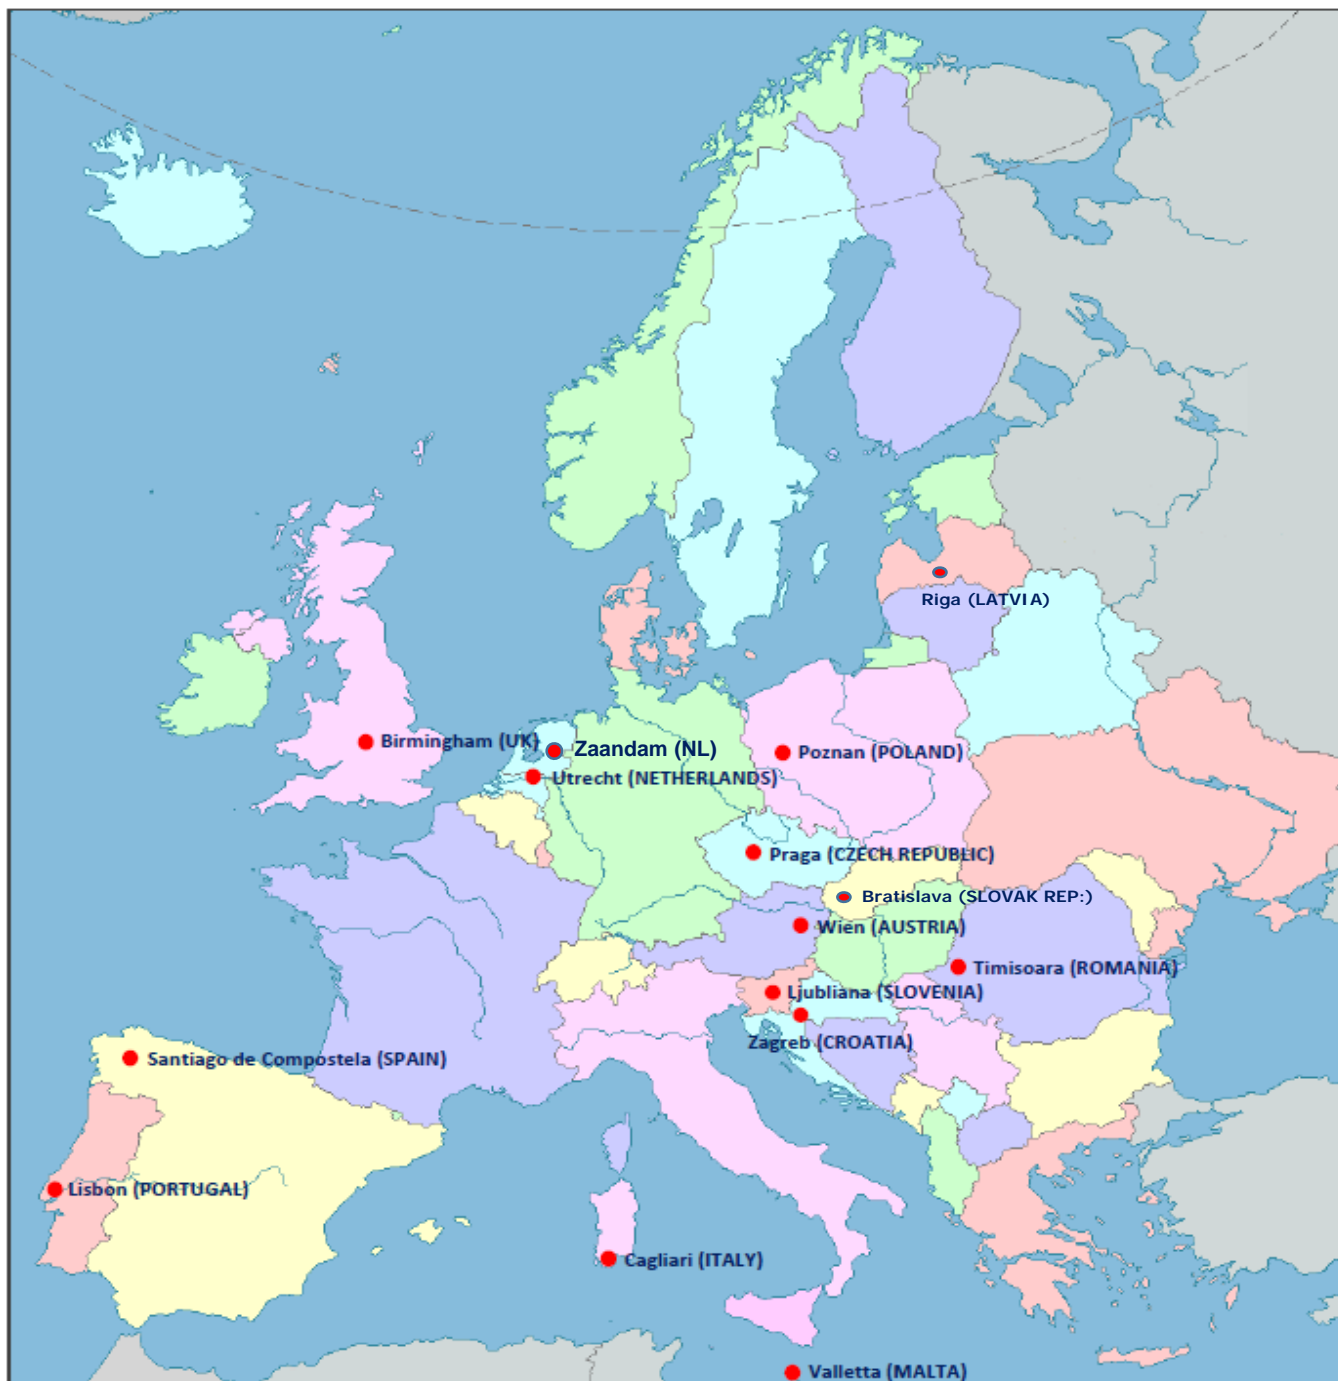 Riga (LATVIA)
Birmingham (UK)
Zaandam (NL)
Poznan (POLAND)
Utrecht (NETHERLANDS)
Praga (CZECH REPUBLIC)
Bratislava (SLOVAK REP:)
Wien (AUSTRIA)
Timisoara (ROMANIA)
Ljubliana (SLOVENIA)
Zagreb (CROATIA)
Santiago de Compostela (SPAIN)
Lisbon (PORTUGAL)
Cagliari (ITALY)
Valletta (MALTA)